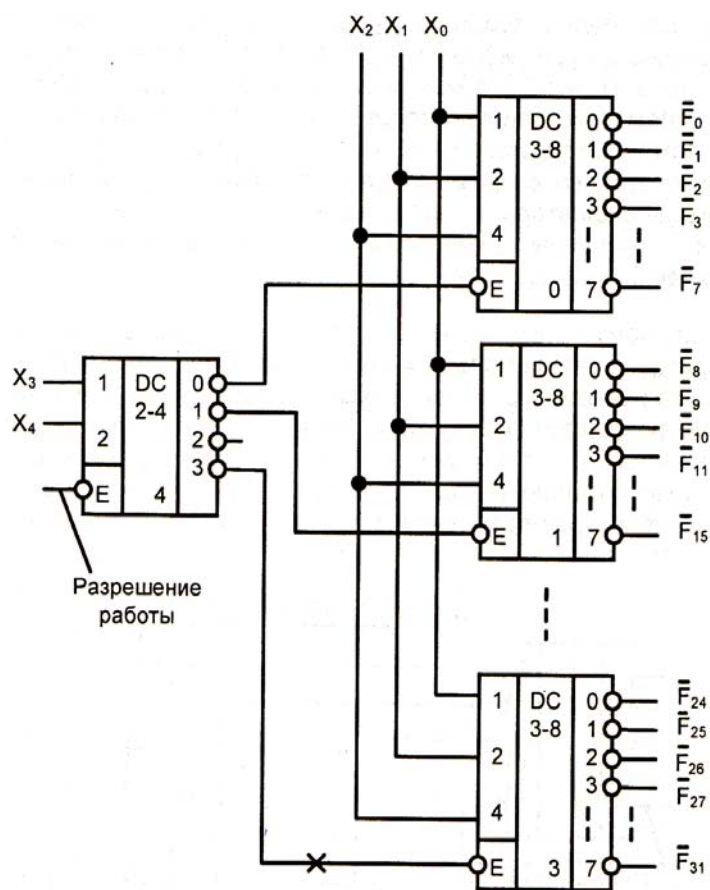 X₂ X₁ X₀
1 DC 0 F̅₀
3-8 1 F̅₁
2 2 F̅₂
3 F̅₃
4
E 0 7 F̅₇
X₃ 1 DC 0
2-4 1
X₄ 2 2
3
E 4
Разрешение
работы
1 DC 0 F̅₈
3-8 1 F̅₉
2 2 F̅₁₀
3 F̅₁₁
4
E 1 7 F̅₁₅
1 DC 0 F̅₂₄
3-8 1 F̅₂₅
2 2 F̅₂₆
3 F̅₂₇
4
E 3 7 F̅₃₁